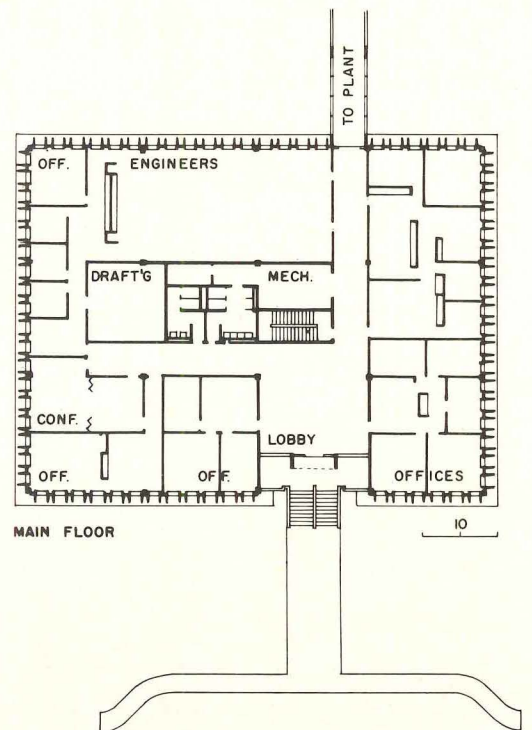 TO PLANT
OFF.
ENGINEERS
DRAFT'G
MECH.
CONF.
LOBBY
OFF.
OFF.
OFFICES
MAIN FLOOR
10